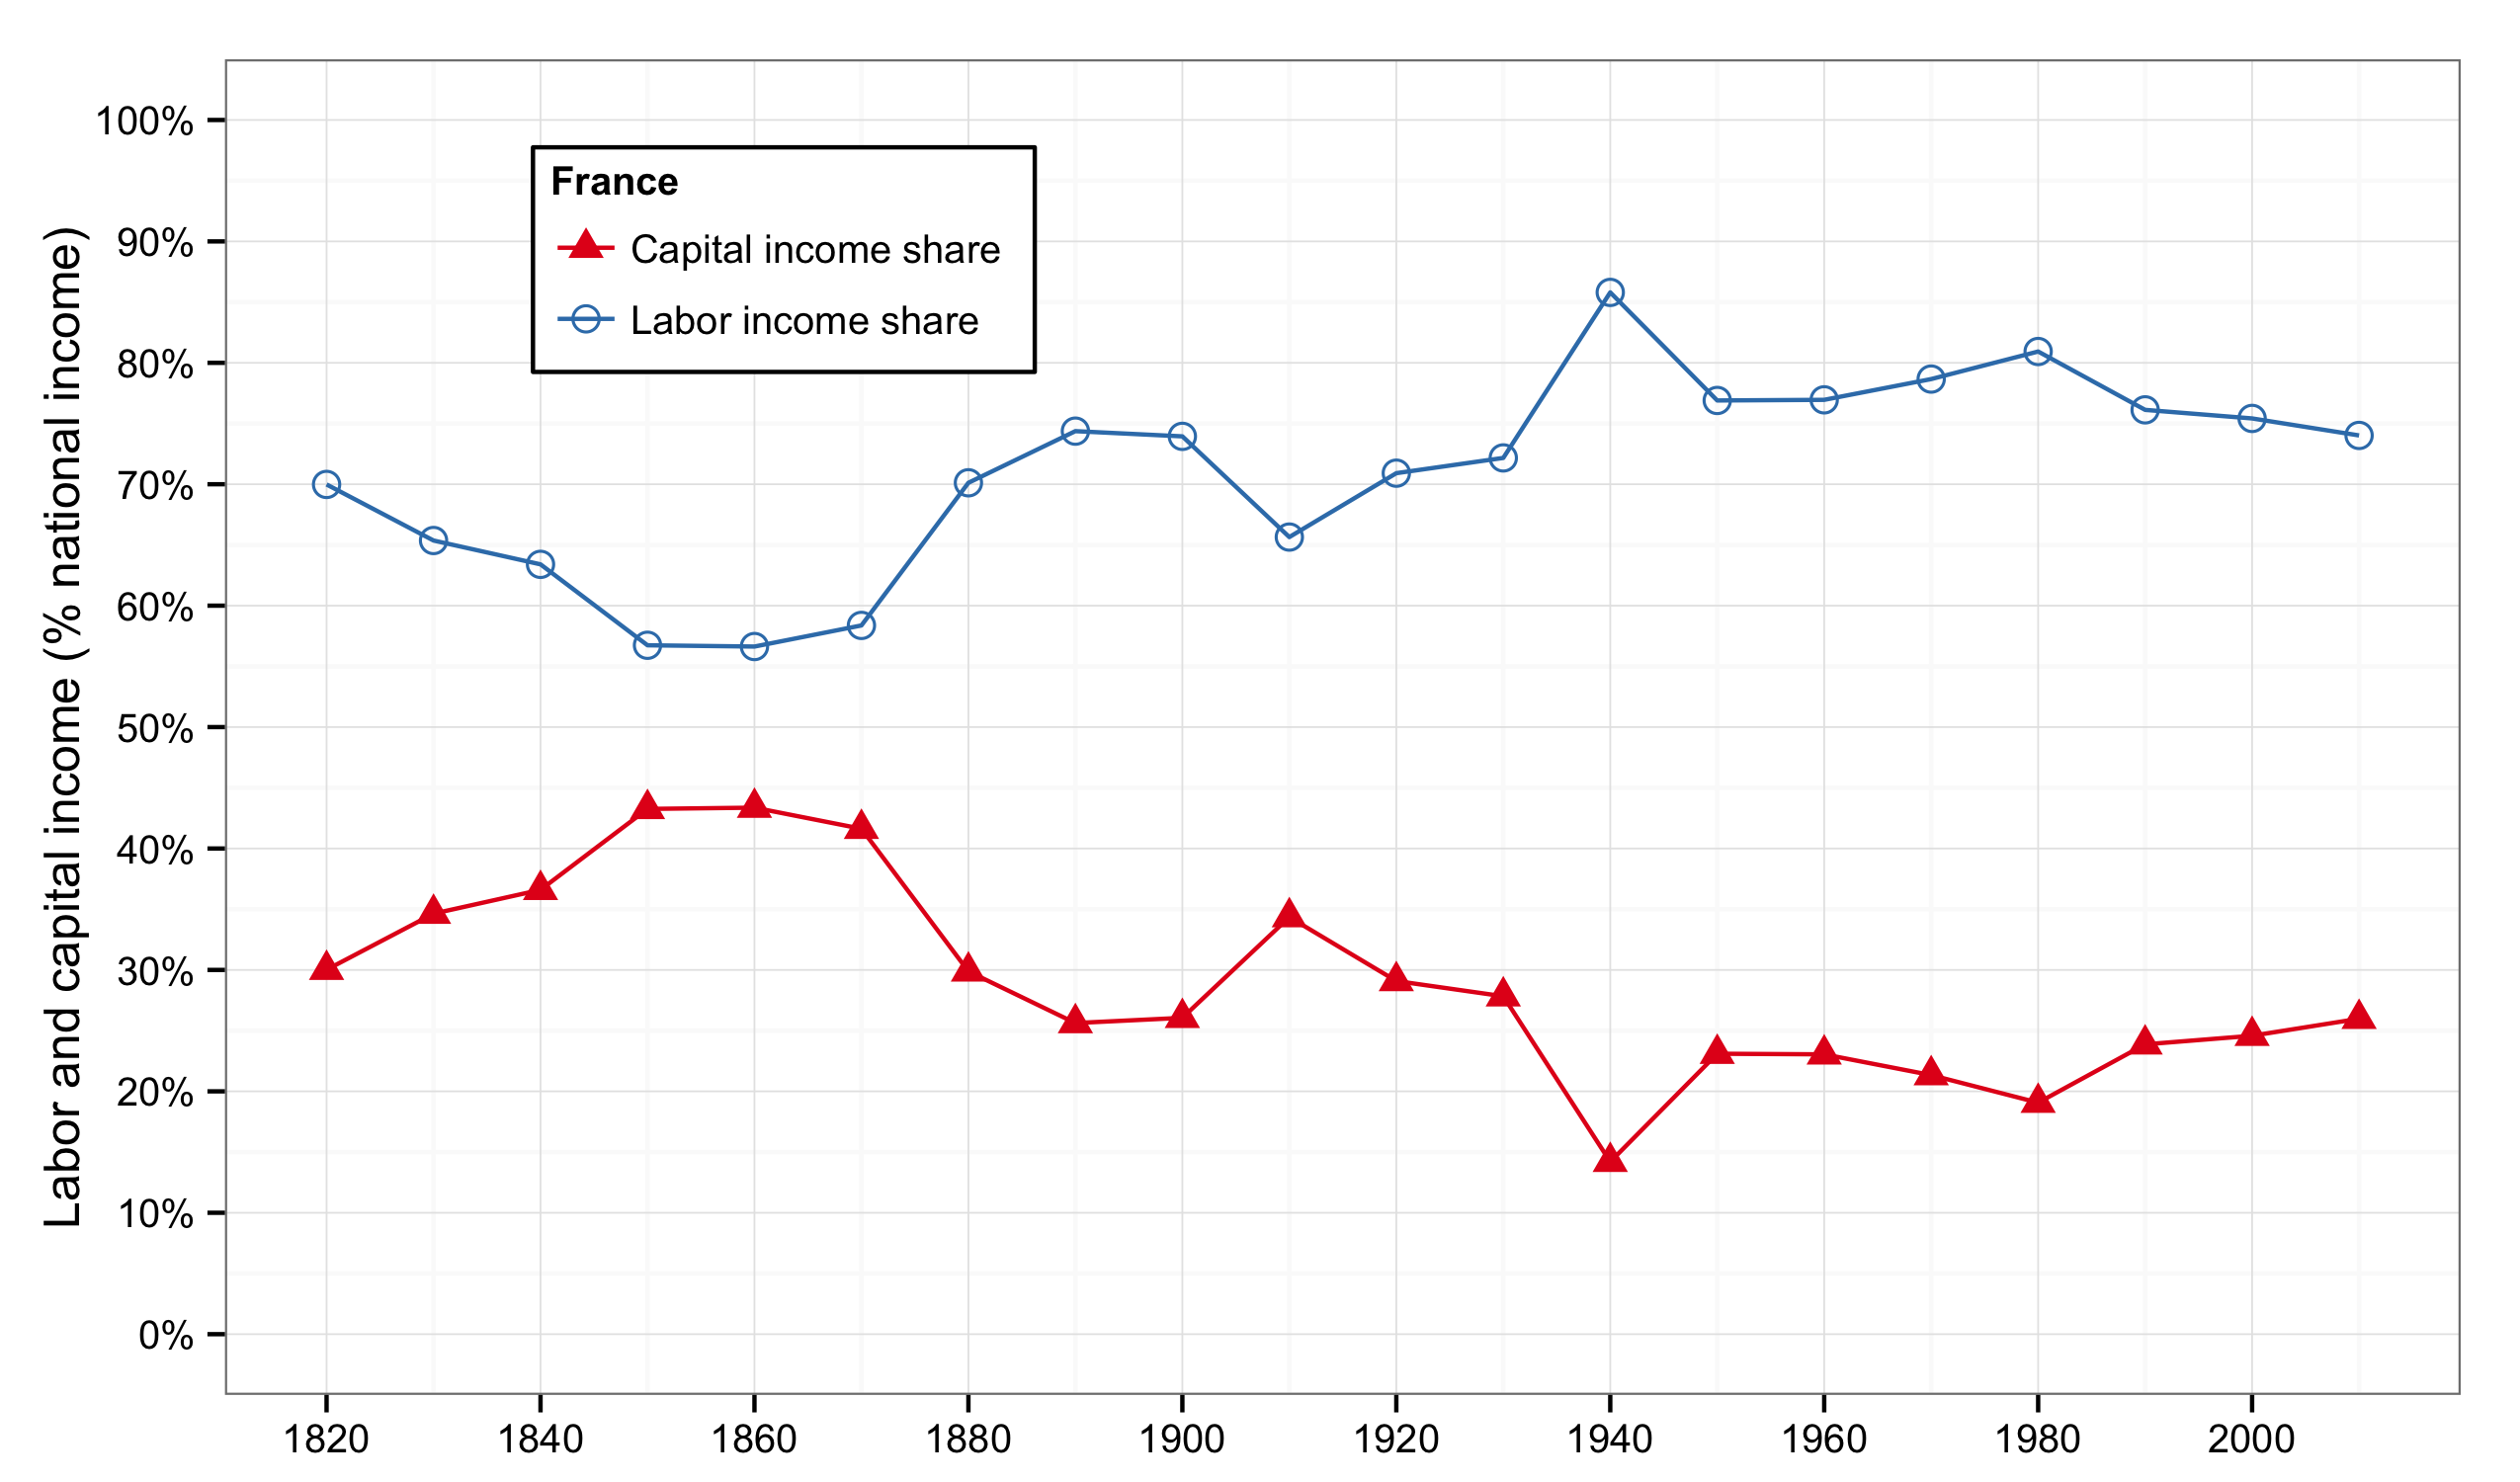 Labor and capital income (% national income)
100%
90%
80%
70%
60%
50%
40%
30%
20%
10%
0%
France
Capital income share
Labor income share
1820 1840 1860 1880 1900 1920 1940 1960 1980 2000